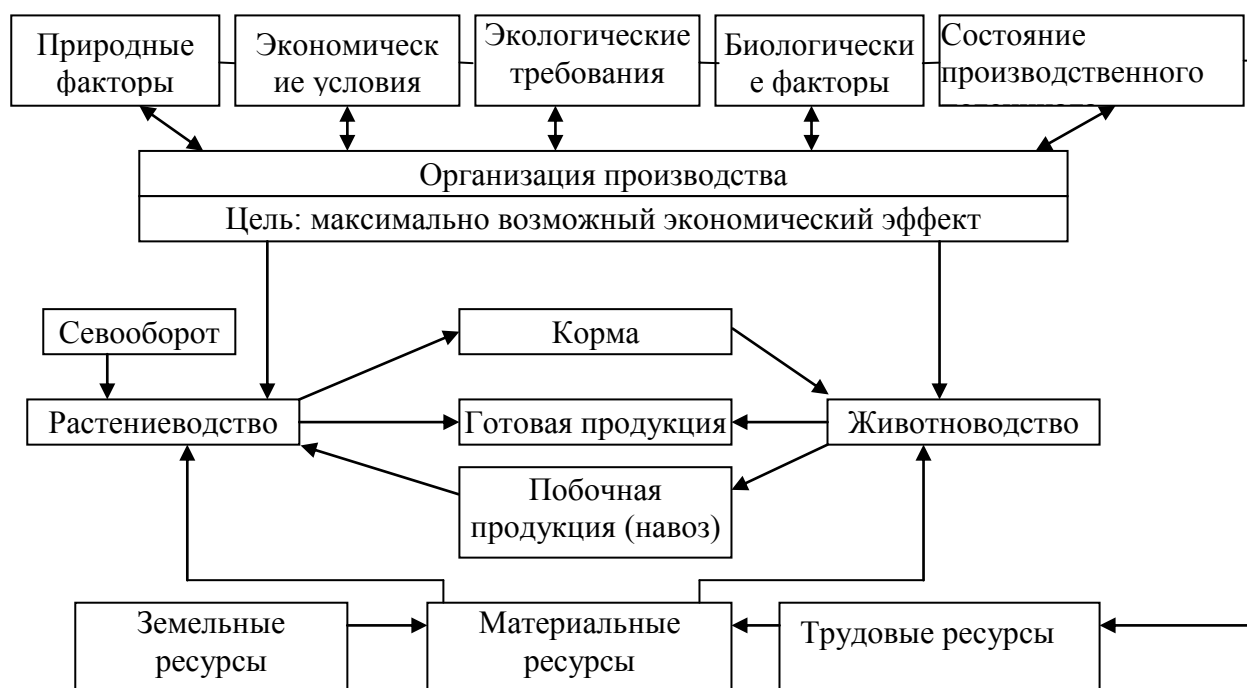 Природные
факторы
Экономическ
ие условия
Экологические
требования
Биологически
е факторы
Состояние
производственного
Организация производства
Цель: максимально возможный экономический эффект
Севооборот
Корма
Растениеводство
Готовая продукция
Животноводство
Побочная
продукция (навоз)
Земельные
ресурсы
Материальные
ресурсы
Трудовые ресурсы